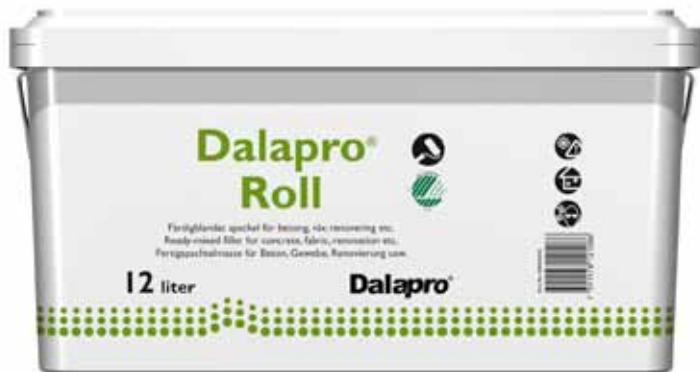 Dalapro®
Roll
Färdigblandat spackel för betong, väv, renovering etc.
Ready-mixed filler for concrete, fabric, renovation etc.
Fertigspachtelmasse für Beton, Gewebe, Renovierung usw.
12 liter
Dalapro®